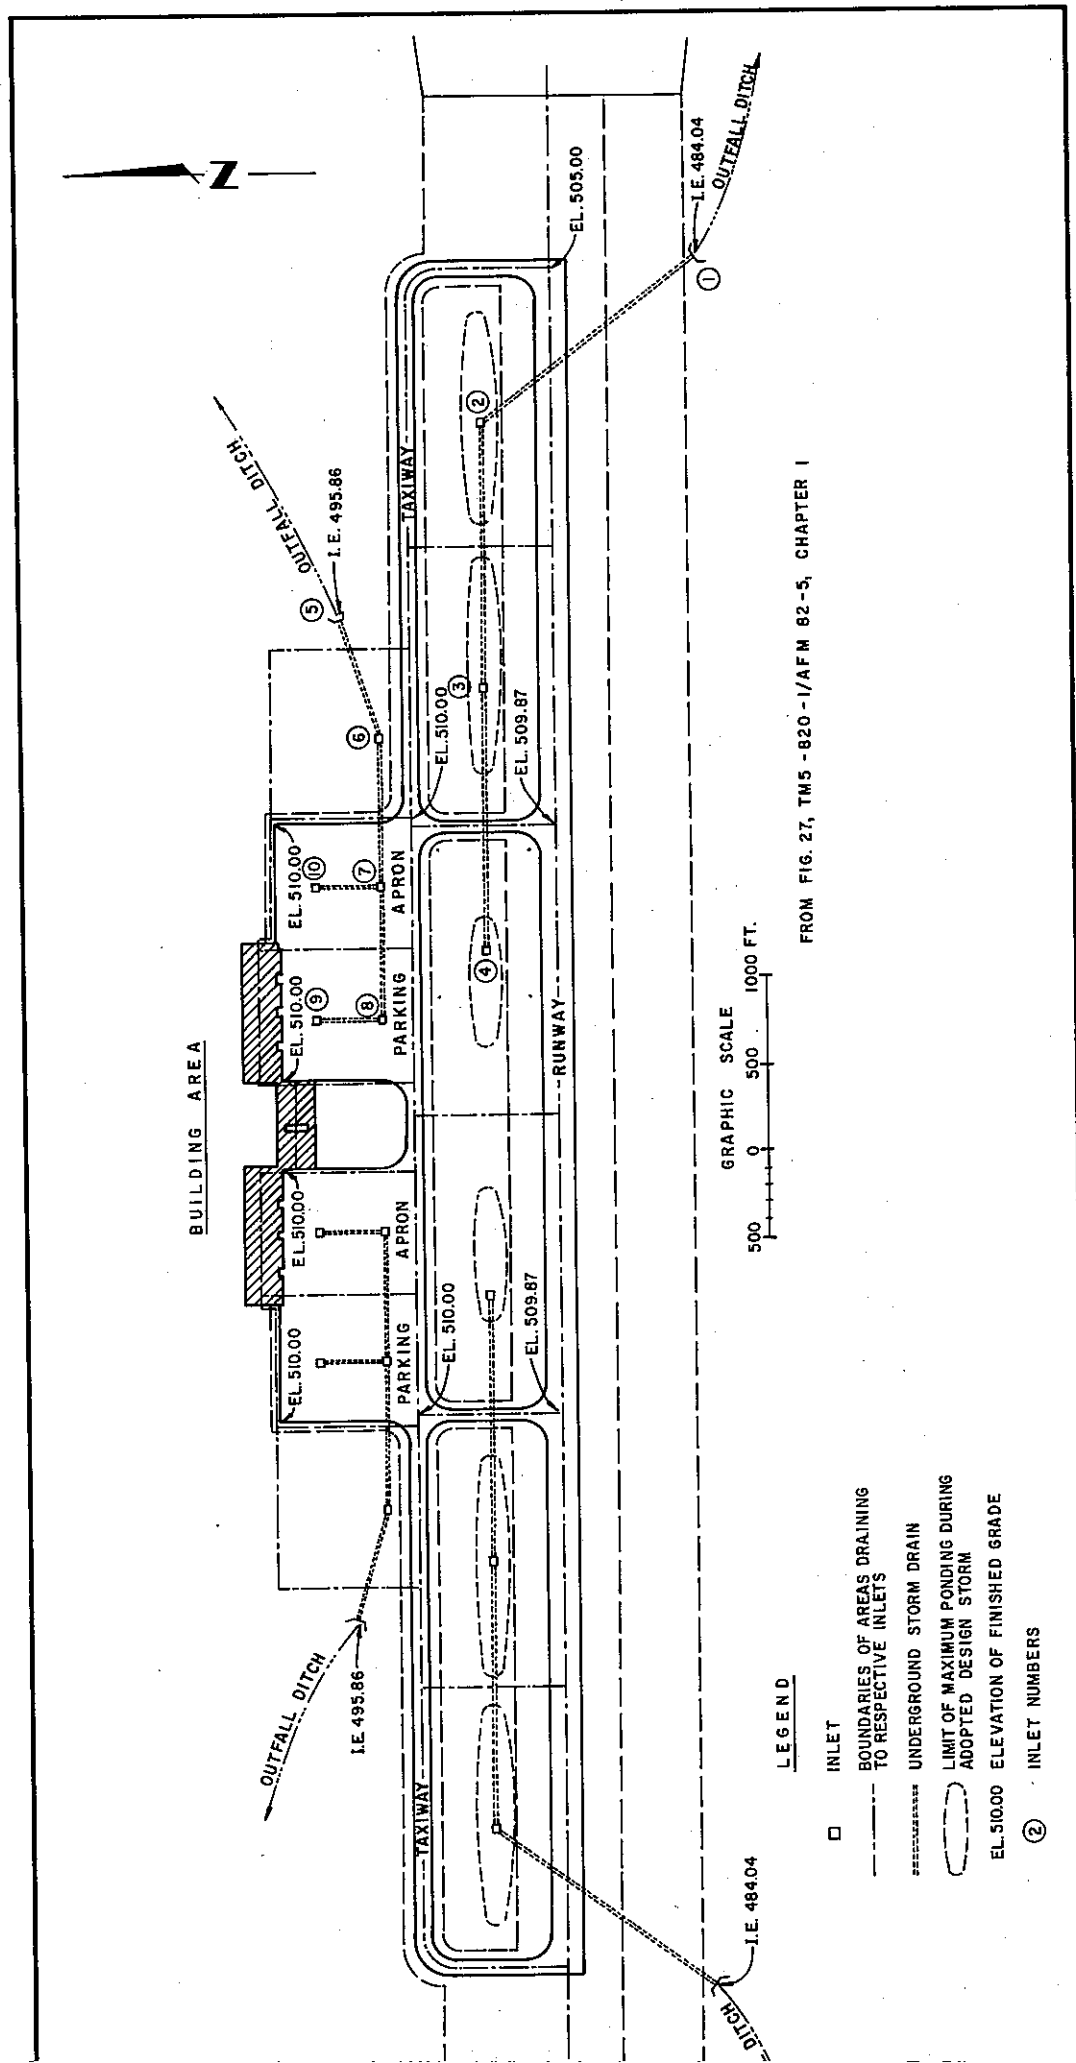 N
BUILDING AREA
OUTFALL DITCH
I.E. 495.86
EL. 510.00
EL. 510.00
EL. 510.00
EL. 510.00
PARKING
APRON
PARKING
APRON
9
10
8
7
6
5
I.E. 495.86
OUTFALL DITCH
TAXIWAY
EL. 510.00
EL. 509.87
EL. 510.00
EL. 509.87
TAXIWAY
4
3
2
RUNWAY
EL. 505.00
DITCH
I.E. 484.04
1
I.E. 484.04
OUTFALL DITCH
GRAPHIC SCALE
500 0 500 1000 FT.
FROM FIG. 27, TM5-820-1/AFM 82-5, CHAPTER 1
LEGEND
INLET
BOUNDARIES OF AREAS DRAINING
TO RESPECTIVE INLETS
UNDERGROUND STORM DRAIN
LIMIT OF MAXIMUM PONDING DURING
ADOPTED DESIGN STORM
EL. 510.00 ELEVATION OF FINISHED GRADE
2 INLET NUMBERS